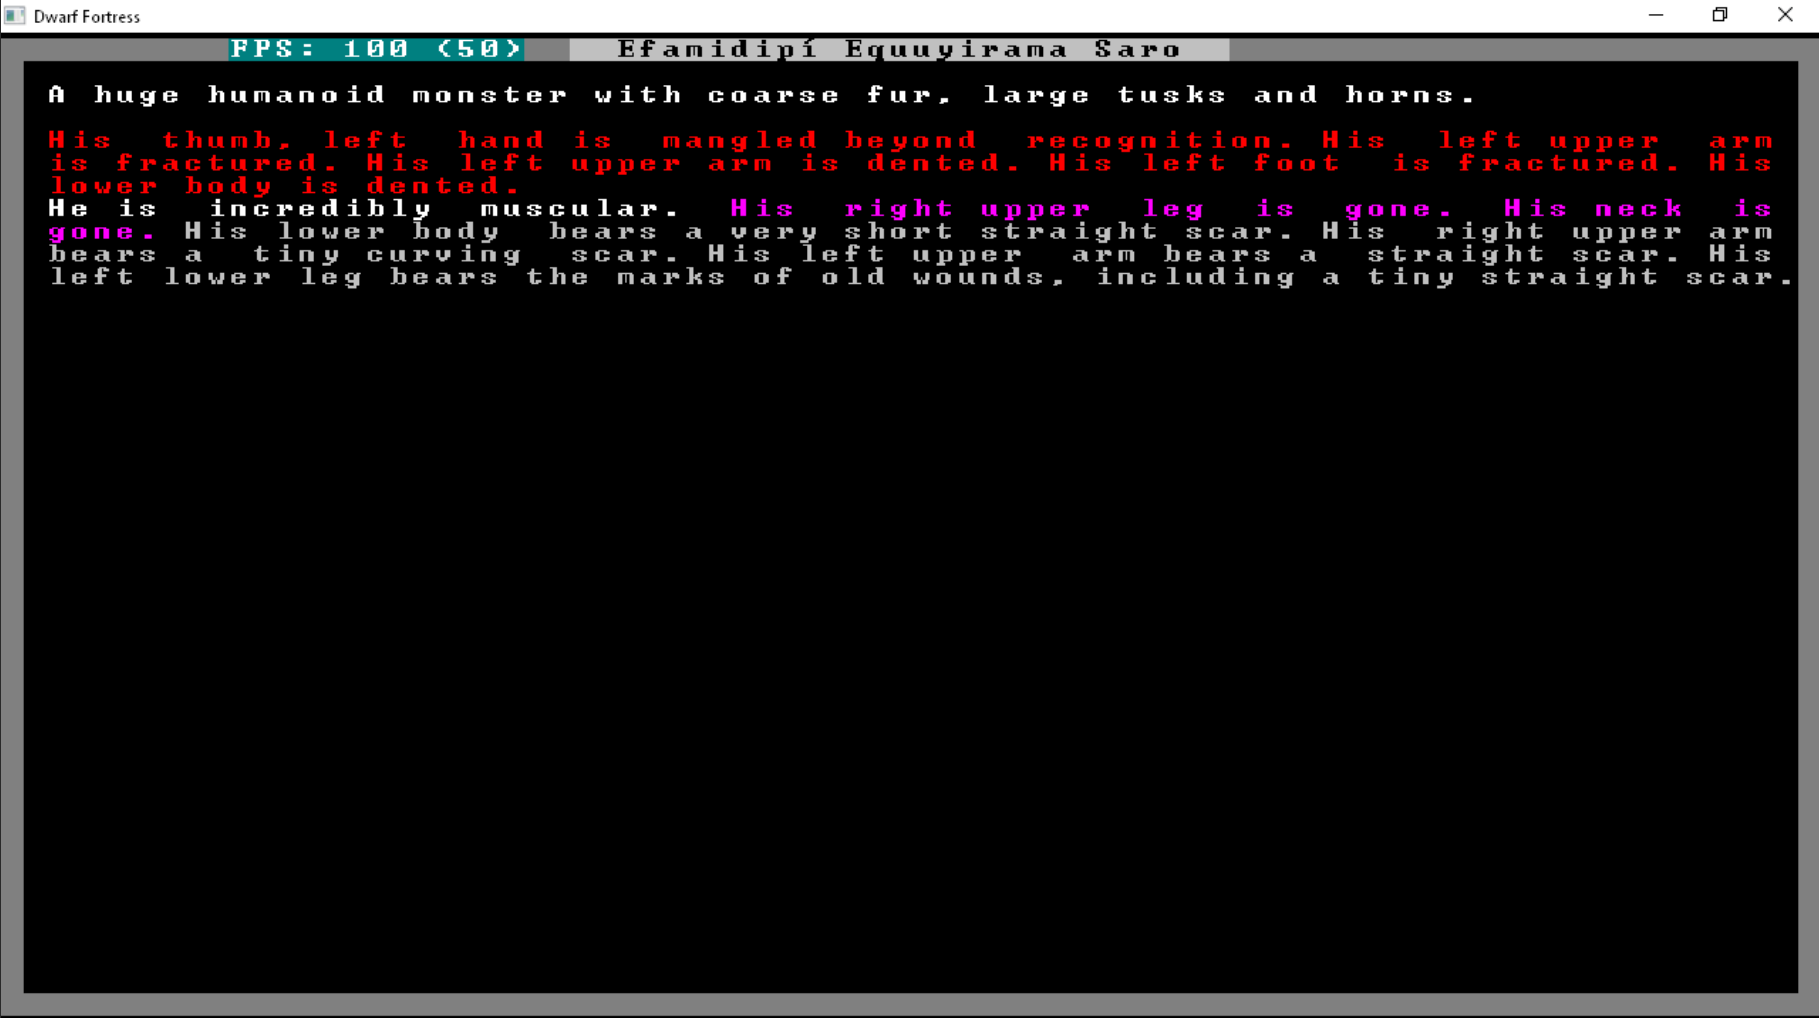 Dwarf Fortress
FPS: 100 (50) Efamidipí Equuyirama Saro
A huge humanoid monster with coarse fur, large tusks and horns.
His thumb, left hand is mangled beyond recognition. His left upper arm
is fractured. His left upper arm is dented. His left foot is fractured. His
lower body is dented.
He is incredibly muscular. His right upper leg is gone. His neck is
gone. His lower body bears a very short straight scar. His right upper arm
bears a tiny curving scar. His left upper arm bears a straight scar. His
left lower leg bears the marks of old wounds, including a tiny straight scar.